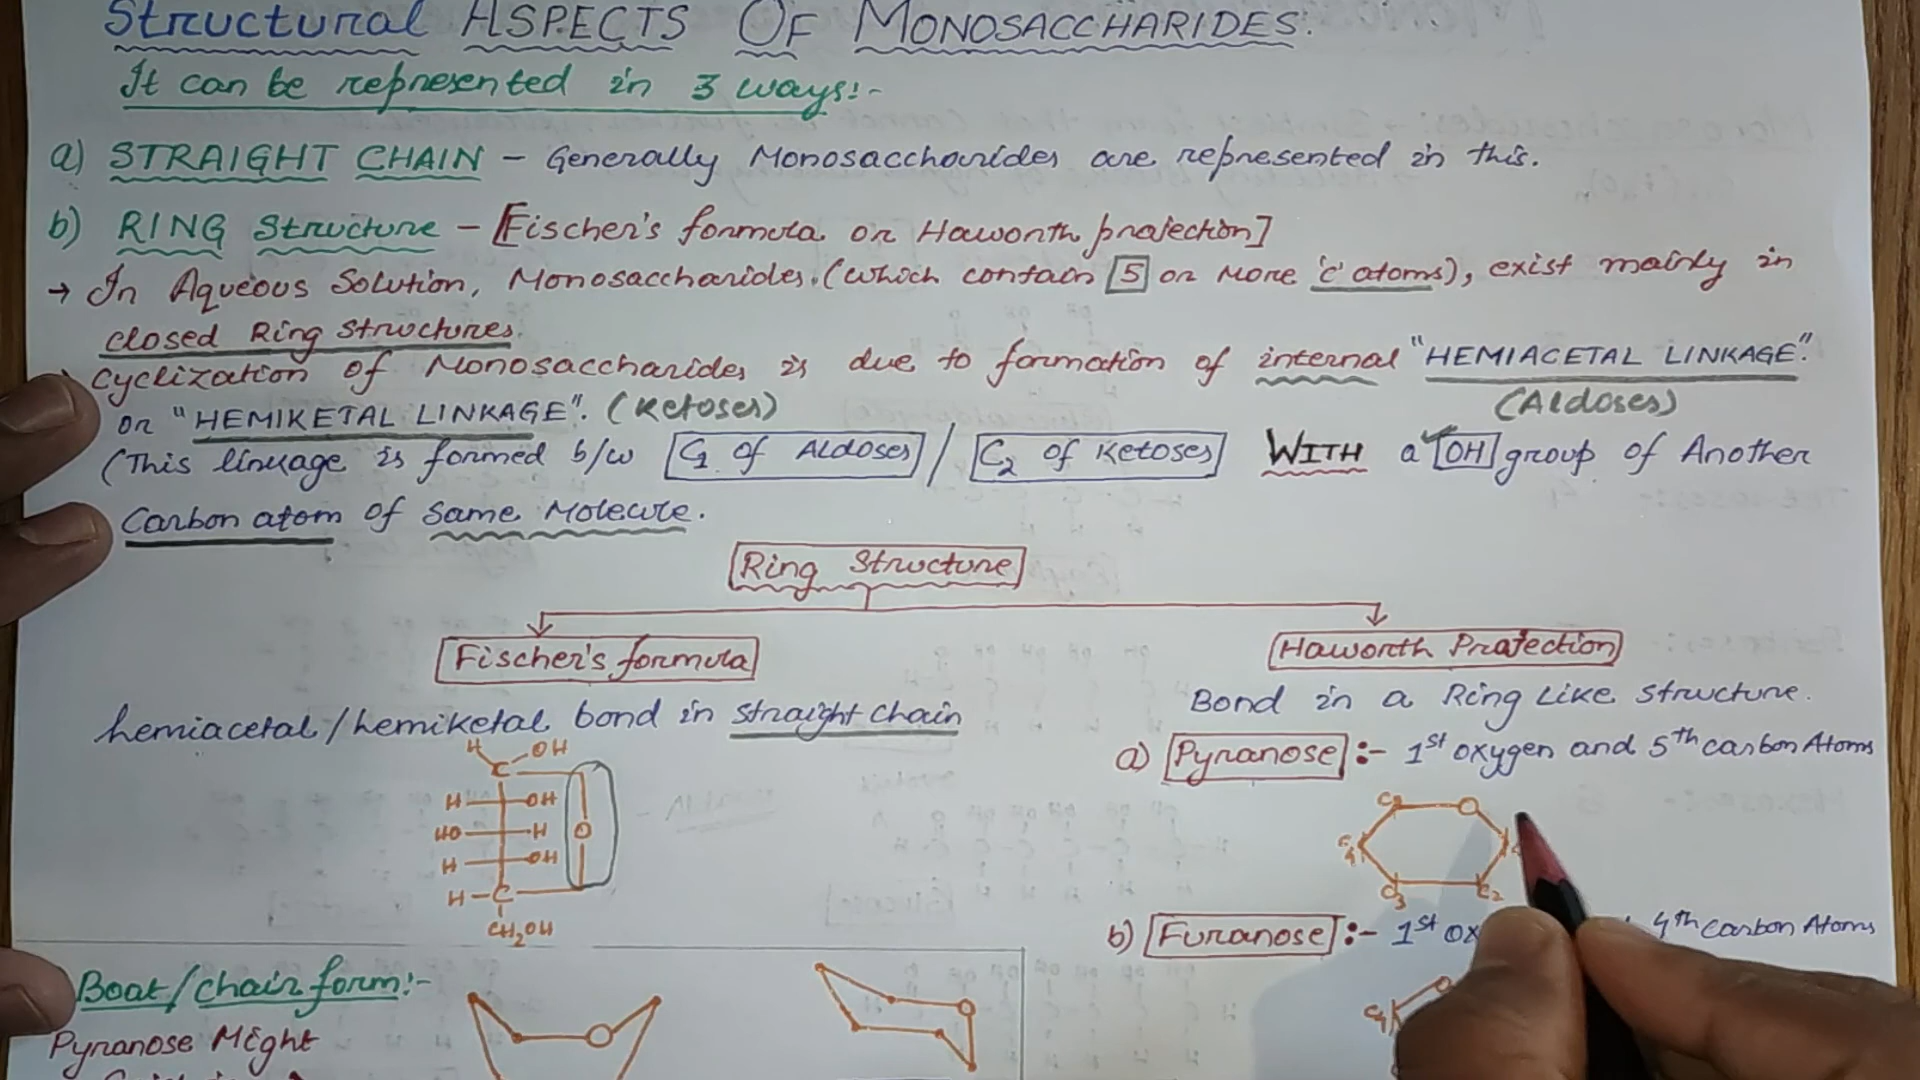 Structural ASPECTS OF MONOSACCHARIDES:
It can be represented in 3 ways:-
a) STRAIGHT CHAIN - Generally Monosaccharides are represented in this.
b) RING Structure - [Fischer's formula or Haworth projection]
→ In Aqueous Solution, Monosaccharides (which contain 5 or More 'c' atoms), exist mainly in
closed Ring Structures.
Cyclization of Monosaccharides is due to formation of internal "HEMIACETAL LINKAGE".
(Aldoses)
or "HEMIKETAL LINKAGE". (Ketoses)
(This linkage is formed b/w C1 of Aldoses / C2 of Ketoses WITH a OH group of Another
Carbon atom of Same Molecule.
Ring Structure
Fischer's formula
Haworth Projection
hemiacetal/hemiketal bond in straight chain
H OH
C
H OH
HO H O
H OH
H-C
CH2OH
Bond in a Ring Like Structure.
a) Pyranose :- 1st oxygen and 5th carbon Atoms
O
C4
C3 C2
b) Furanose :- 1st ox 4th carbon Atoms
C4
Boat/chair form:-
Pyranose Might